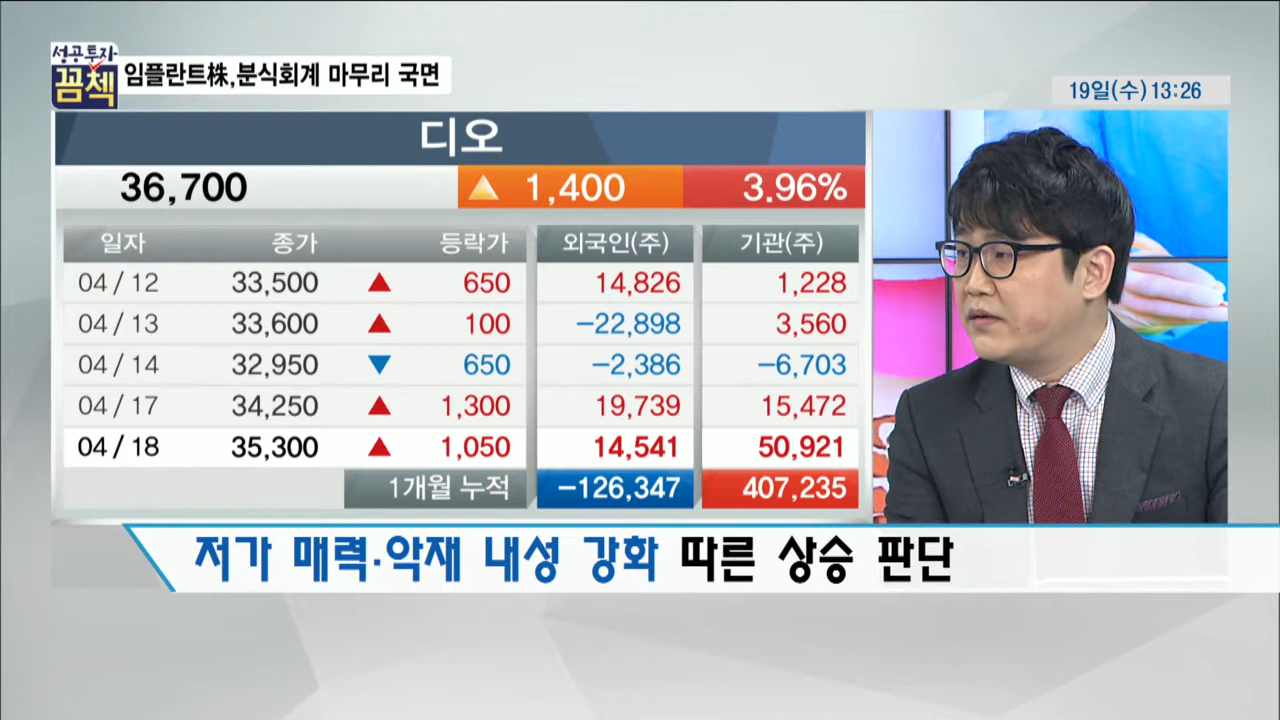 성공투자
꼼첵
임플란트株,분식회계 마무리 국면
19일(수)13:26
디오
36,700 ▲ 1,400 3.96%
일자 종가 등락가 외국인(주) 기관(주)
04/12 33,500 ▲ 650 14,826 1,228
04/13 33,600 ▲ 100 -22,898 3,560
04/14 32,950 ▼ 650 -2,386 -6,703
04/17 34,250 ▲ 1,300 19,739 15,472
04/18 35,300 ▲ 1,050 14,541 50,921
1개월 누적 -126,347 407,235
저가 매력·악재 내성 강화 따른 상승 판단